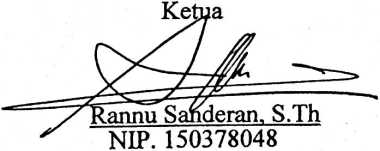 Ketua
Rannu Sanderan, S.Th
NIP. 150378048